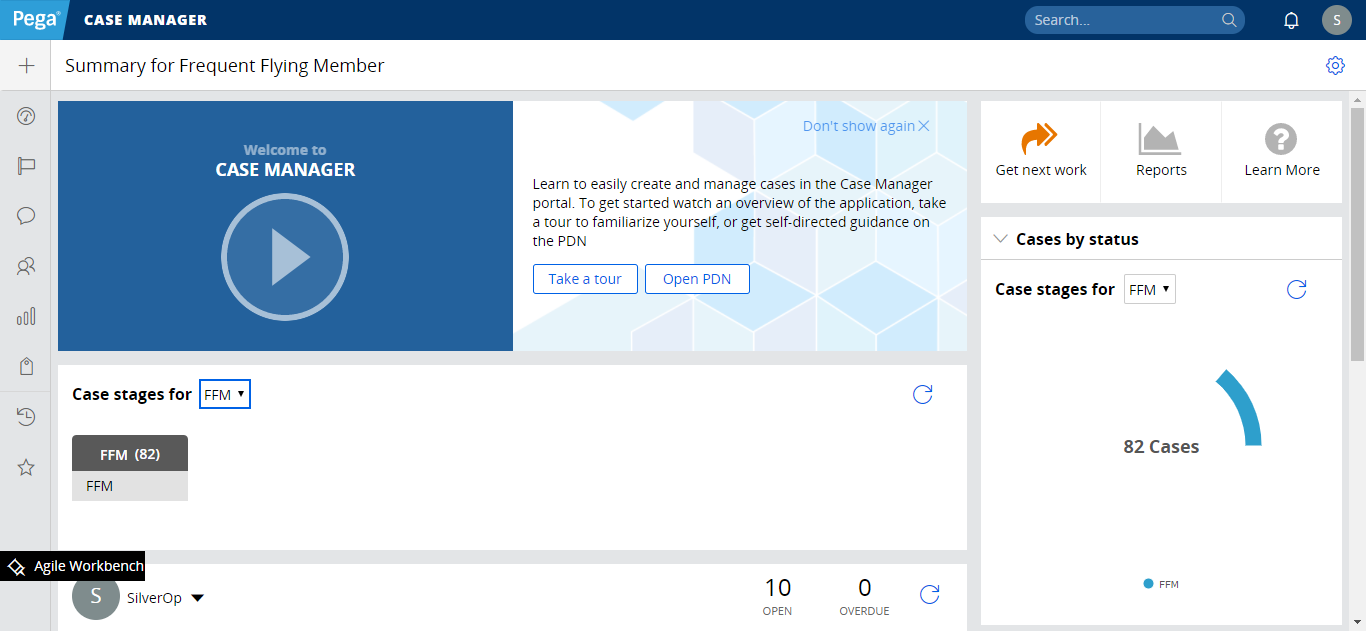 Pega®
CASE MANAGER
Search...
S
Summary for Frequent Flying Member
Welcome to
CASE MANAGER
Don't show again
Learn to easily create and manage cases in the Case Manager
portal. To get started watch an overview of the application, take
a tour to familiarize yourself, or get self-directed guidance on
the PDN
Take a tour
Open PDN
Get next work
Reports
?
Learn More
Cases by status
Case stages for
FFM
82 Cases
FFM
Case stages for
FFM
FFM (82)
FFM
Agile Workbench
S
SilverOp
10
OPEN
0
OVERDUE